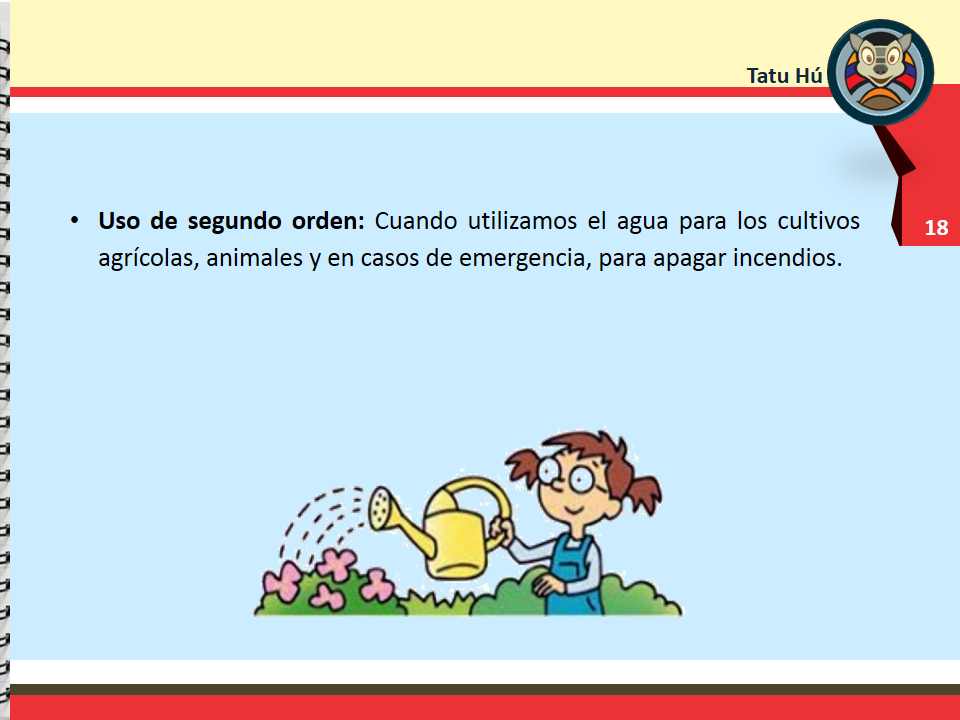 Tatu Hú
18
• Uso de segundo orden: Cuando utilizamos el agua para los cultivos
agrícolas, animales y en casos de emergencia, para apagar incendios.